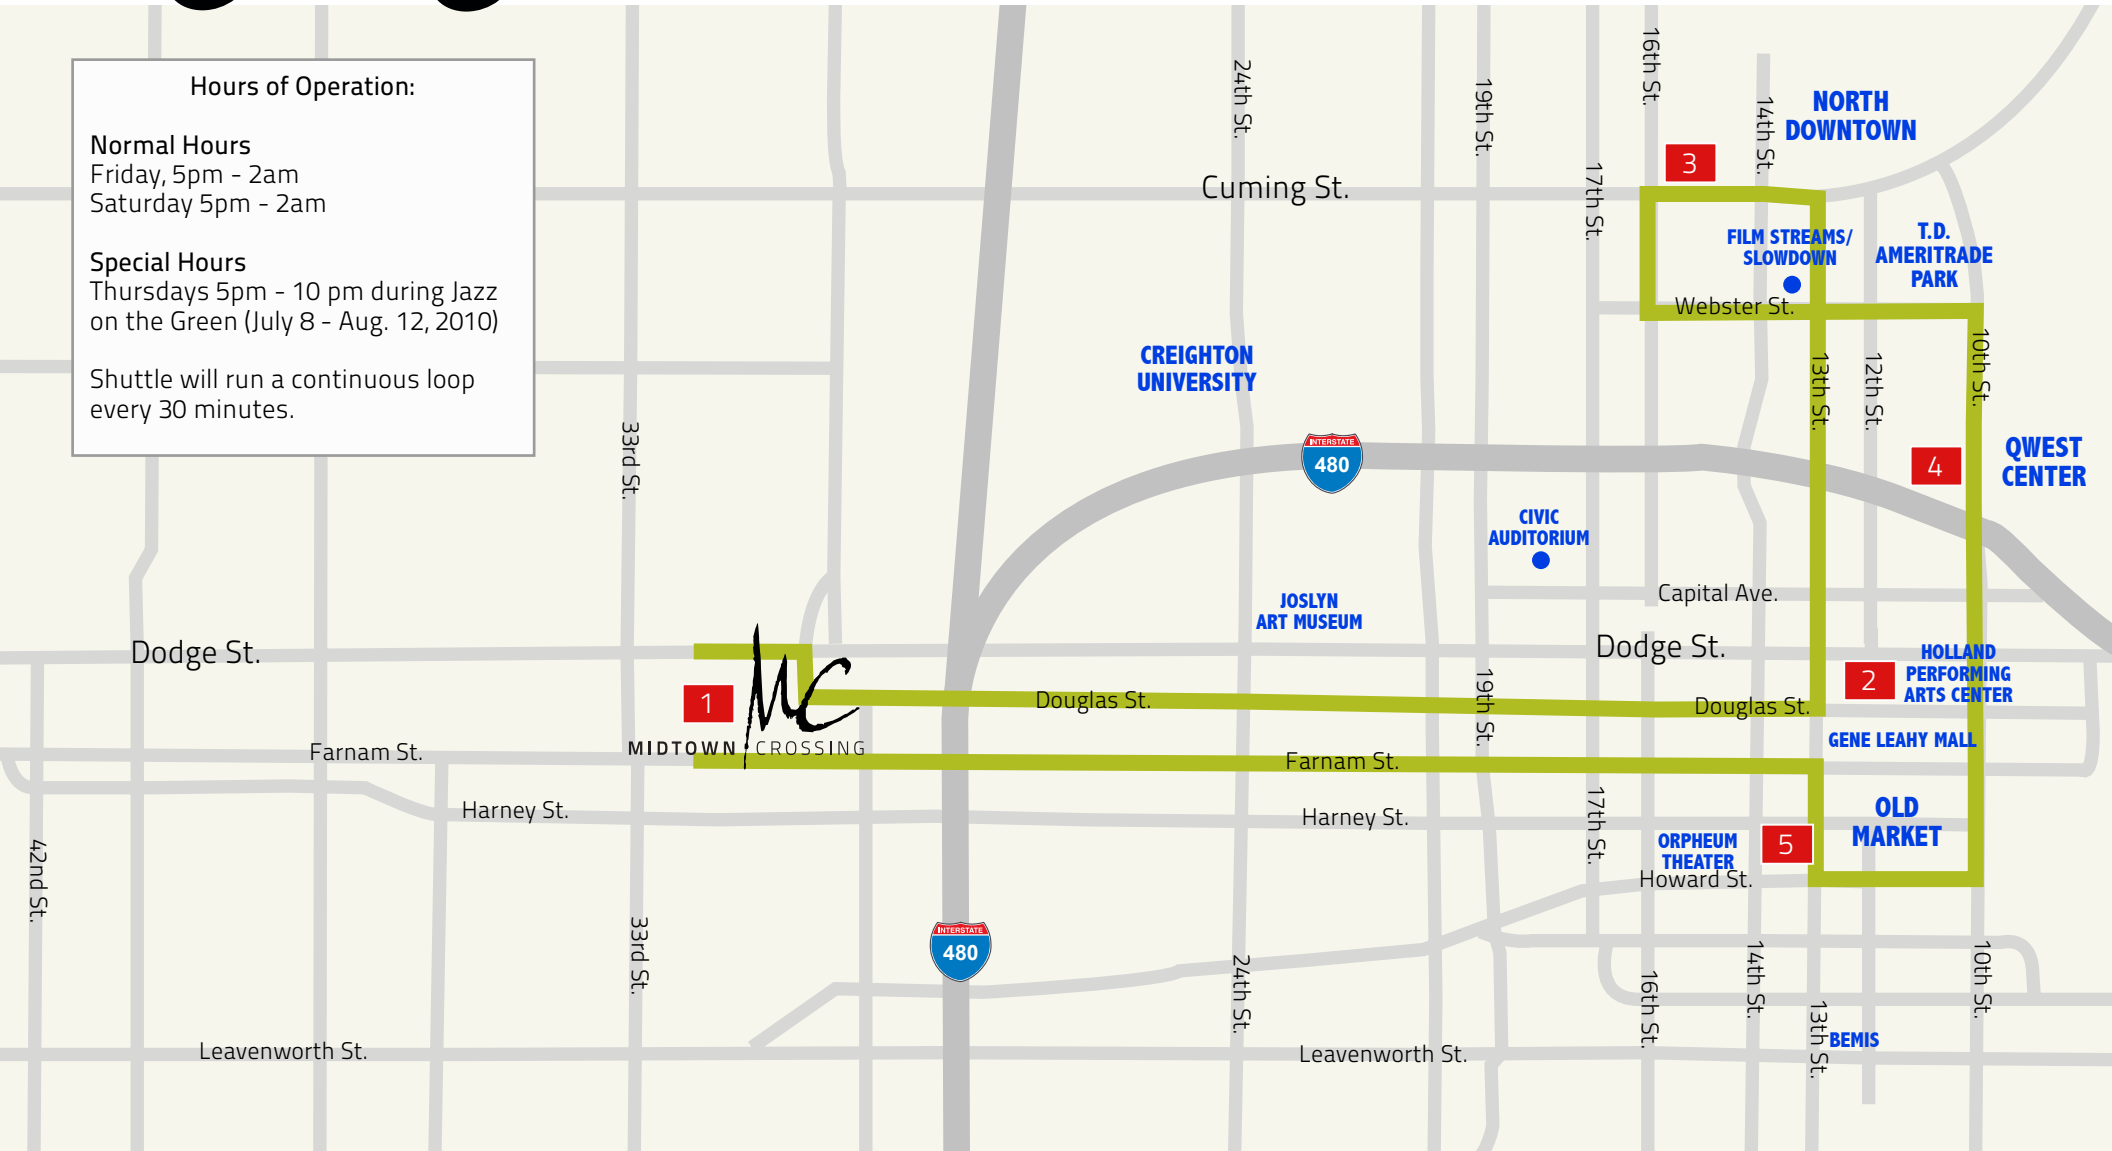 Hours of Operation:
Normal Hours
Friday, 5pm - 2am
Saturday 5pm - 2am
Special Hours
Thursdays 5pm - 10 pm during Jazz
on the Green (July 8 - Aug. 12, 2010)
Shuttle will run a continuous loop
every 30 minutes.
16th St.
24th St.
19th St.
14th St.
NORTH
DOWNTOWN
3
17th St.
Cuming St.
FILM STREAMS/
SLOWDOWN
T.D.
AMERITRADE
PARK
Webster St.
10th St.
13th St.
12th St.
CREIGHTON
UNIVERSITY
33rd St.
INTERSTATE
480
4
QWEST
CENTER
CIVIC
AUDITORIUM
Capital Ave.
JOSLYN
ART MUSEUM
Dodge St.
Dodge St.
HOLLAND
PERFORMING
ARTS CENTER
2
1
MC
MIDTOWN CROSSING
Douglas St.
19th St.
Douglas St.
GENE LEAHY MALL
Farnam St.
Farnam St.
Harney St.
Harney St.
17th St.
OLD
MARKET
5
ORPHEUM
THEATER
Howard St.
42nd St.
33rd St.
INTERSTATE
480
24th St.
16th St.
14th St.
13th St.
10th St.
BEMIS
Leavenworth St.
Leavenworth St.